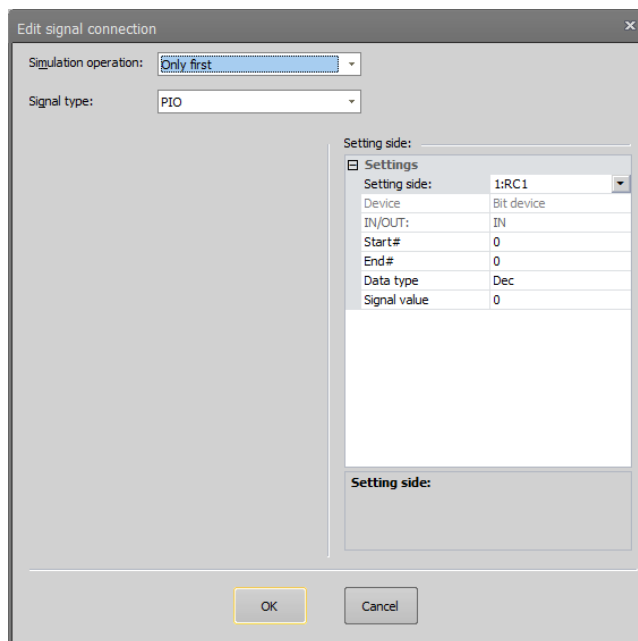 Edit signal connection
Simulation operation: Only first
Signal type: PIO
Setting side:
Settings
Setting side: 1:RC1
Device Bit device
IN/OUT: IN
Start# 0
End# 0
Data type Dec
Signal value 0
Setting side:
OK Cancel